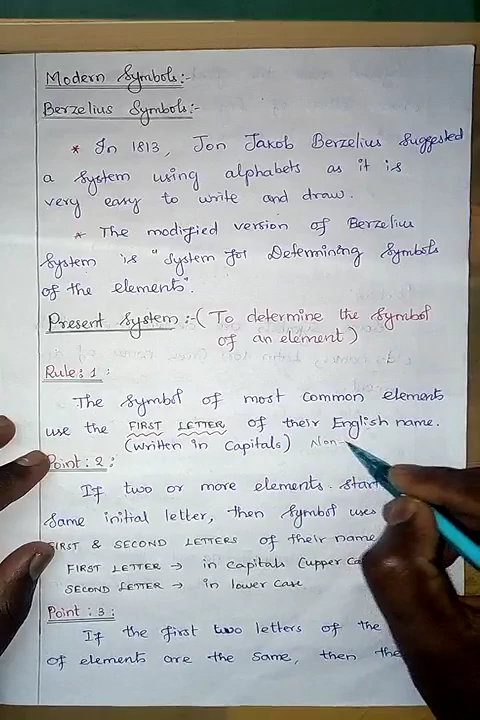 Modern Symbols:-
Berzelius Symbols:-
* In 1813, Jon Jakob Berzelius Suggested
a System using alphabets as it is
very easy to write and draw.
* The modified version of Berzelius
System is "System for Determining Symbols
of the elements".
Present System :- (To determine the Symbol
of an element)
Rule: 1:
The Symbol of most common elements
use the FIRST LETTER of their English name.
(Written in Capitals) Non-
Point: 2:
If two or more elements. Start
Same initial letter, then Symbol uses
FIRST & SECOND LETTERS of their name
FIRST LETTER → in capitals (upper Ca
SECOND LETTER → in lower case
Point: 3:
If the first two letters of the
of elements are the same, then the